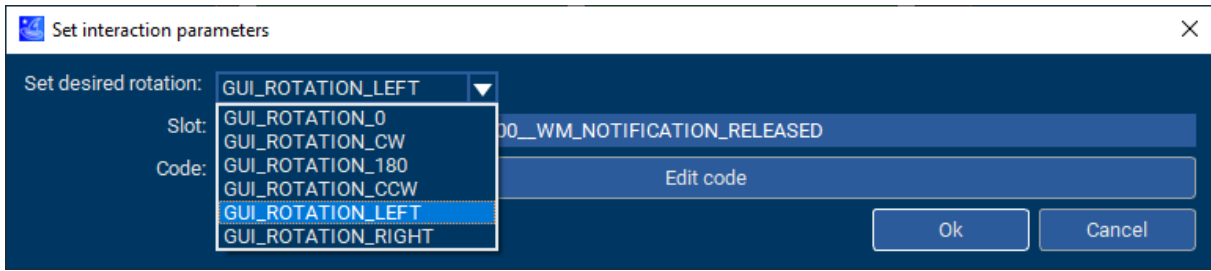 Set interaction parameters
Set desired rotation: GUI_ROTATION_LEFT
GUI_ROTATION_0
GUI_ROTATION_CW
GUI_ROTATION_180
GUI_ROTATION_CCW
GUI_ROTATION_LEFT
GUI_ROTATION_RIGHT
Slot: 00__WM_NOTIFICATION_RELEASED
Code: Edit code
Ok Cancel